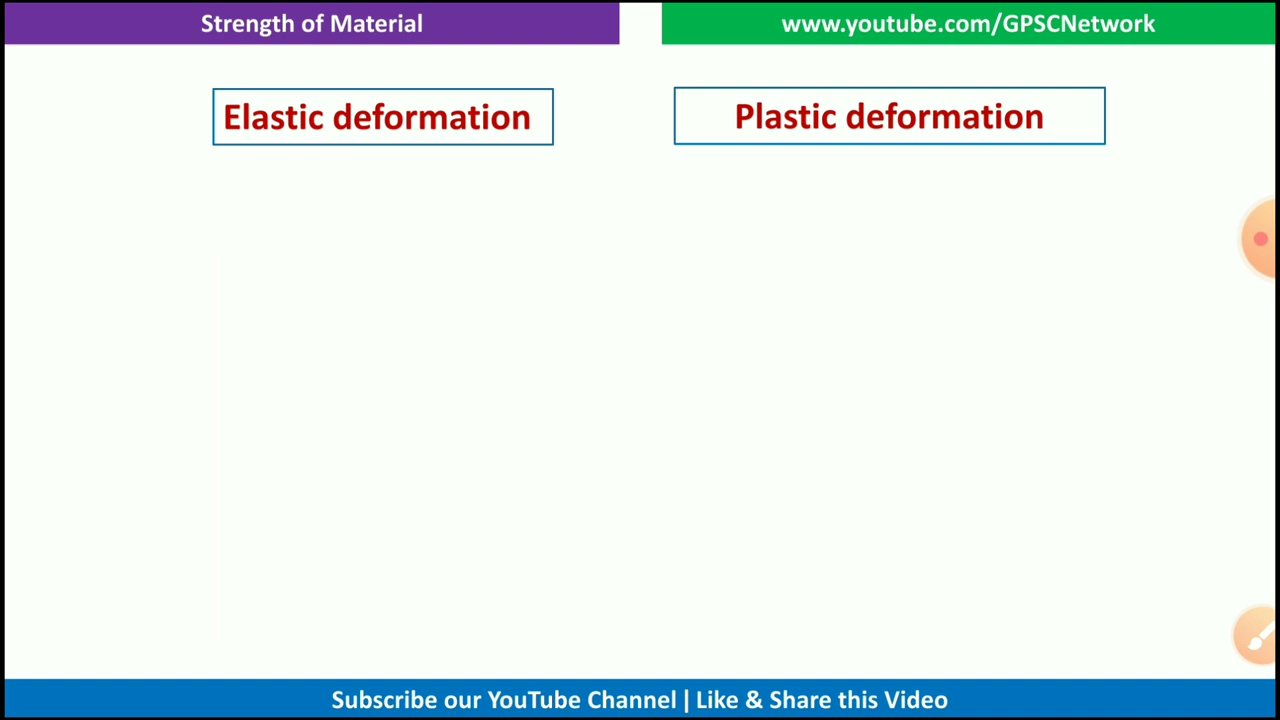 Strength of Material
www.youtube.com/GPSCNetwork
Elastic deformation
Plastic deformation
Subscribe our YouTube Channel | Like & Share this Video